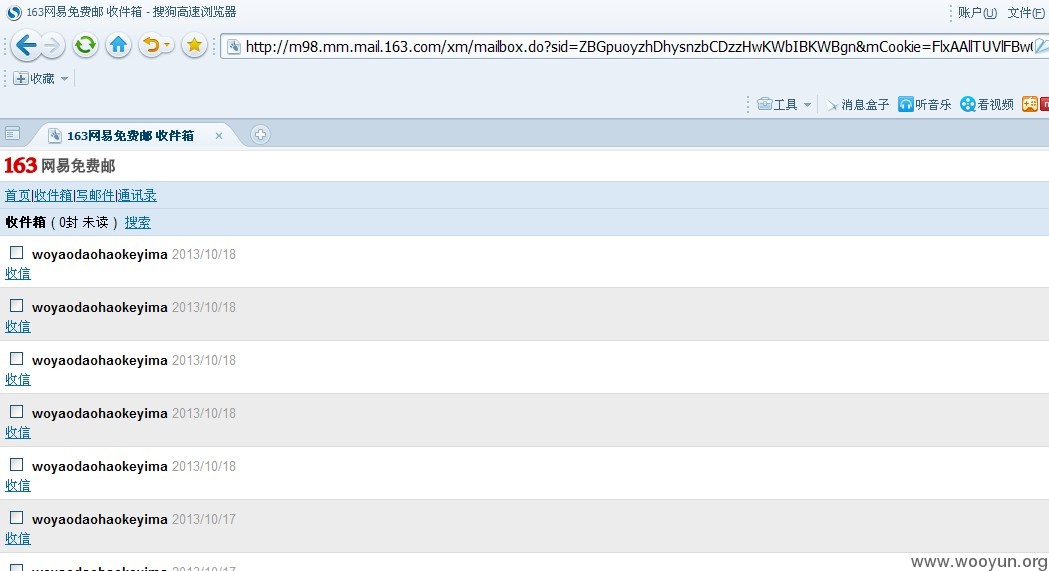 163网易免费邮 收件箱 - 搜狗高速浏览器
账户(U) 文件(F)
http://m98.mm.mail.163.com/xm/mailbox.do?sid=ZBGpuoyzhDhysnzbCDzzHwKWbIBKWBgn&mCookie=FlxAAllTUVlFBw
收藏
工具 消息盒子 听音乐 看视频
163网易免费邮 收件箱
163 网易免费邮
首页|收件箱|写邮件|通讯录
收件箱 ( 0封 未读 ) 搜索
woyaodaohaokeyima 2013/10/18
收信
woyaodaohaokeyima 2013/10/18
收信
woyaodaohaokeyima 2013/10/18
收信
woyaodaohaokeyima 2013/10/18
收信
woyaodaohaokeyima 2013/10/18
收信
woyaodaohaokeyima 2013/10/17
收信
woyaodaohaokeyima 2013/10/17
www.wooyun.org